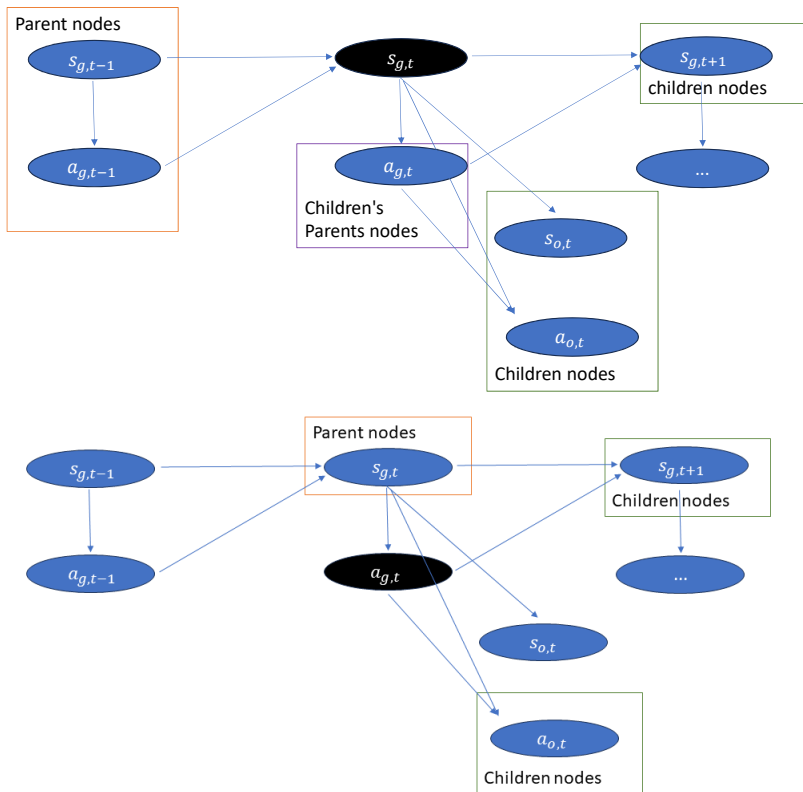 Parent nodes
s_{g,t−1}
s_{g,t}
s_{g,t+1}
children nodes
a_{g,t−1}
a_{g,t}
...
Children's
Parents nodes
s_{o,t}
a_{o,t}
Children nodes
Parent nodes
s_{g,t−1}
s_{g,t}
s_{g,t+1}
Children nodes
a_{g,t−1}
a_{g,t}
...
s_{o,t}
a_{o,t}
Children nodes